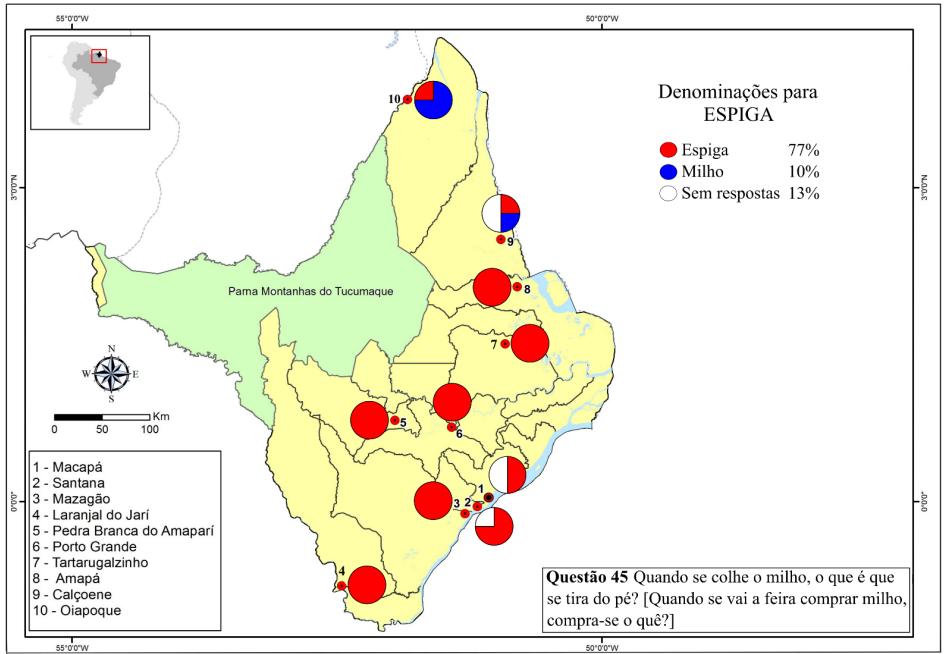 55°0'0"W
50°0'0"W
Denominações para
ESPIGA
Espiga 77%
Milho 10%
Sem respostas 13%
10
3°0'0"N
3°0'0"N
9
8
Parna Montanhas do Tucumaque
7
N
W E
S
Km
0 50 100
5
6
1
3 2
0°0'0"
0°0'0"
4
1 - Macapá
2 - Santana
3 - Mazagão
4 - Laranjal do Jarí
5 - Pedra Branca do Amaparí
6 - Porto Grande
7 - Tartarugalzinho
8 - Amapá
9 - Calçoene
10 - Oiapoque
Questão 45 Quando se colhe o milho, o que é que
se tira do pé? [Quando se vai a feira comprar milho,
compra-se o quê?]
55°0'0"W
50°0'0"W